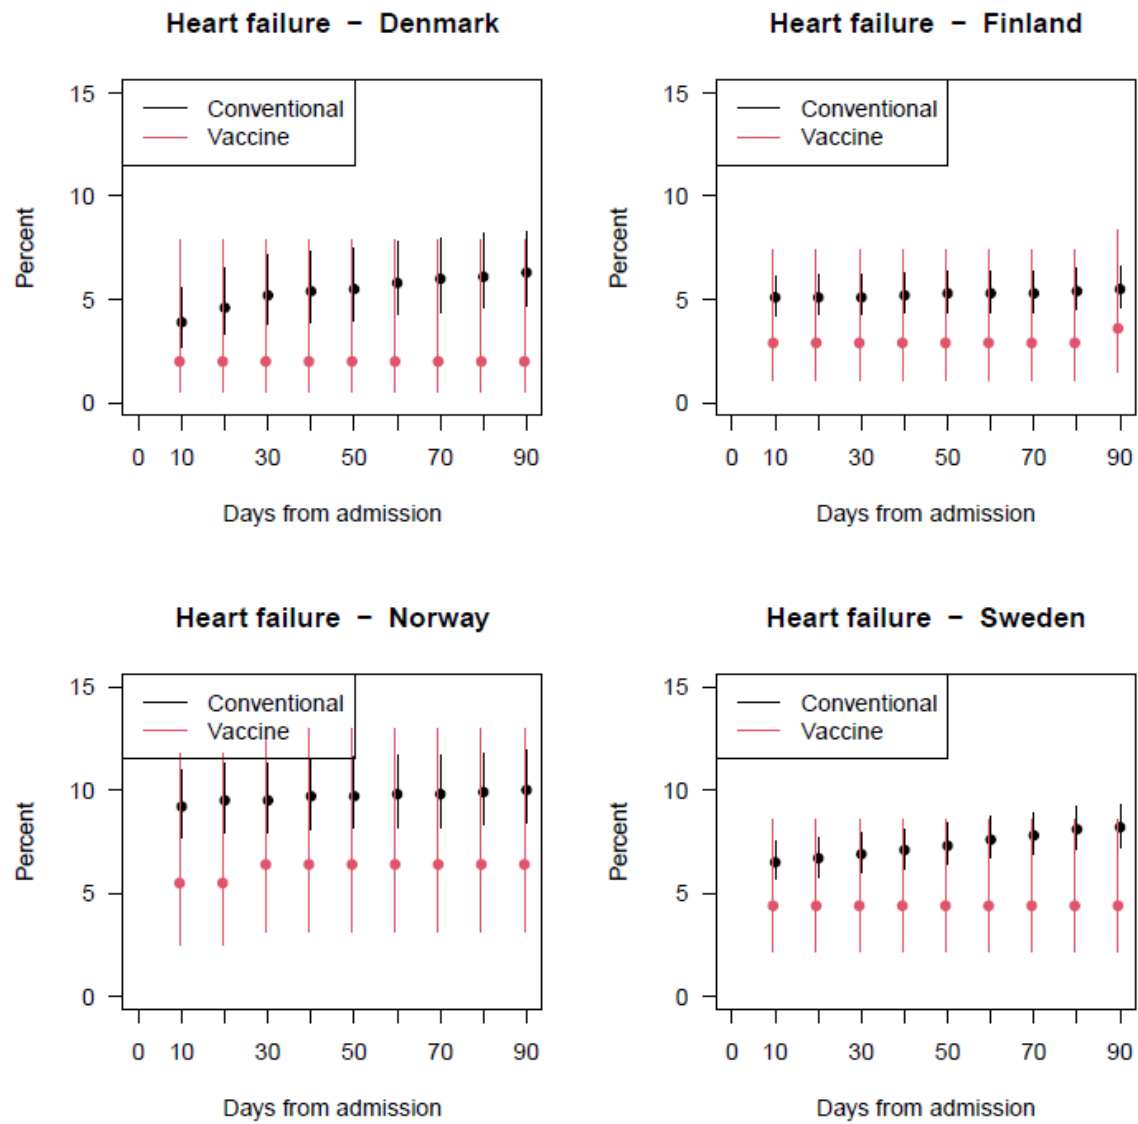 Heart failure − Denmark
15
10
5
0
Percent
Conventional
Vaccine
0 10 30 50 70 90
Days from admission
Heart failure − Finland
15
10
5
0
Percent
Conventional
Vaccine
0 10 30 50 70 90
Days from admission
Heart failure − Norway
15
10
5
0
Percent
Conventional
Vaccine
0 10 30 50 70 90
Days from admission
Heart failure − Sweden
15
10
5
0
Percent
Conventional
Vaccine
0 10 30 50 70 90
Days from admission